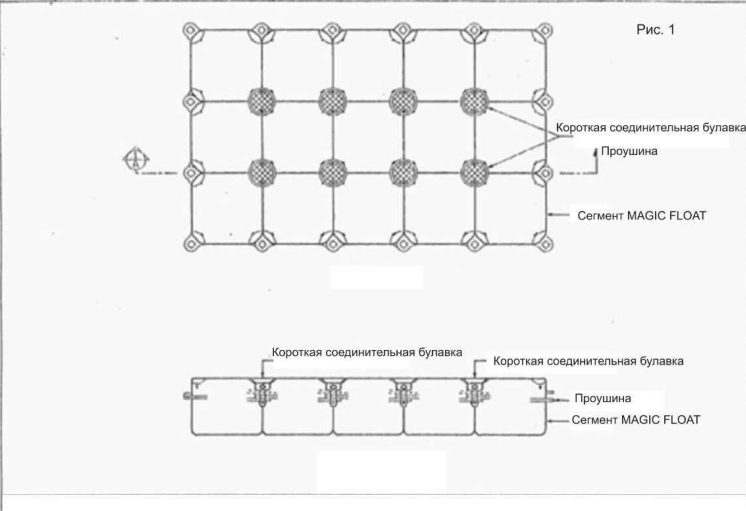 Рис. 1
Короткая соединительная булавка
Проушина
Сегмент MAGIC FLOAT
Короткая соединительная булавка
Короткая соединительная булавка
Проушина
Сегмент MAGIC FLOAT